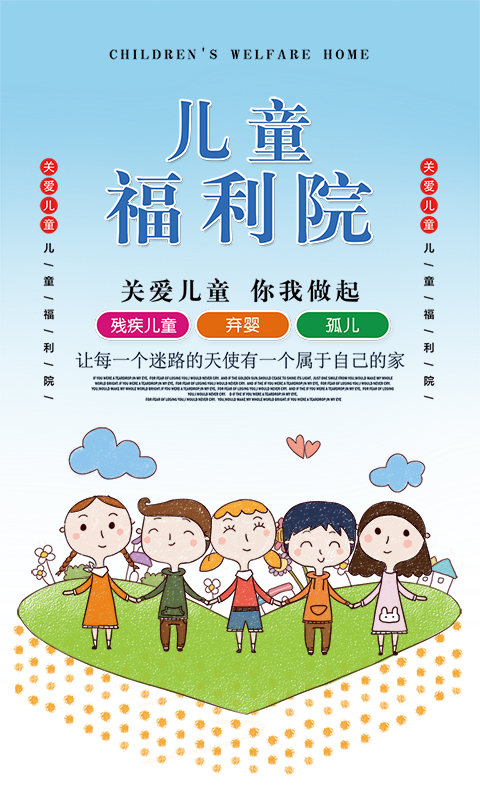 CHILDREN'S WELFARE HOME
儿童
福利院
关爱儿童
儿/童/福/利/院/
关爱儿童
儿/童/福/利/院/
关爱儿童 你我做起
残疾儿童 弃婴 孤儿
让每一个迷路的天使有一个属于自己的家